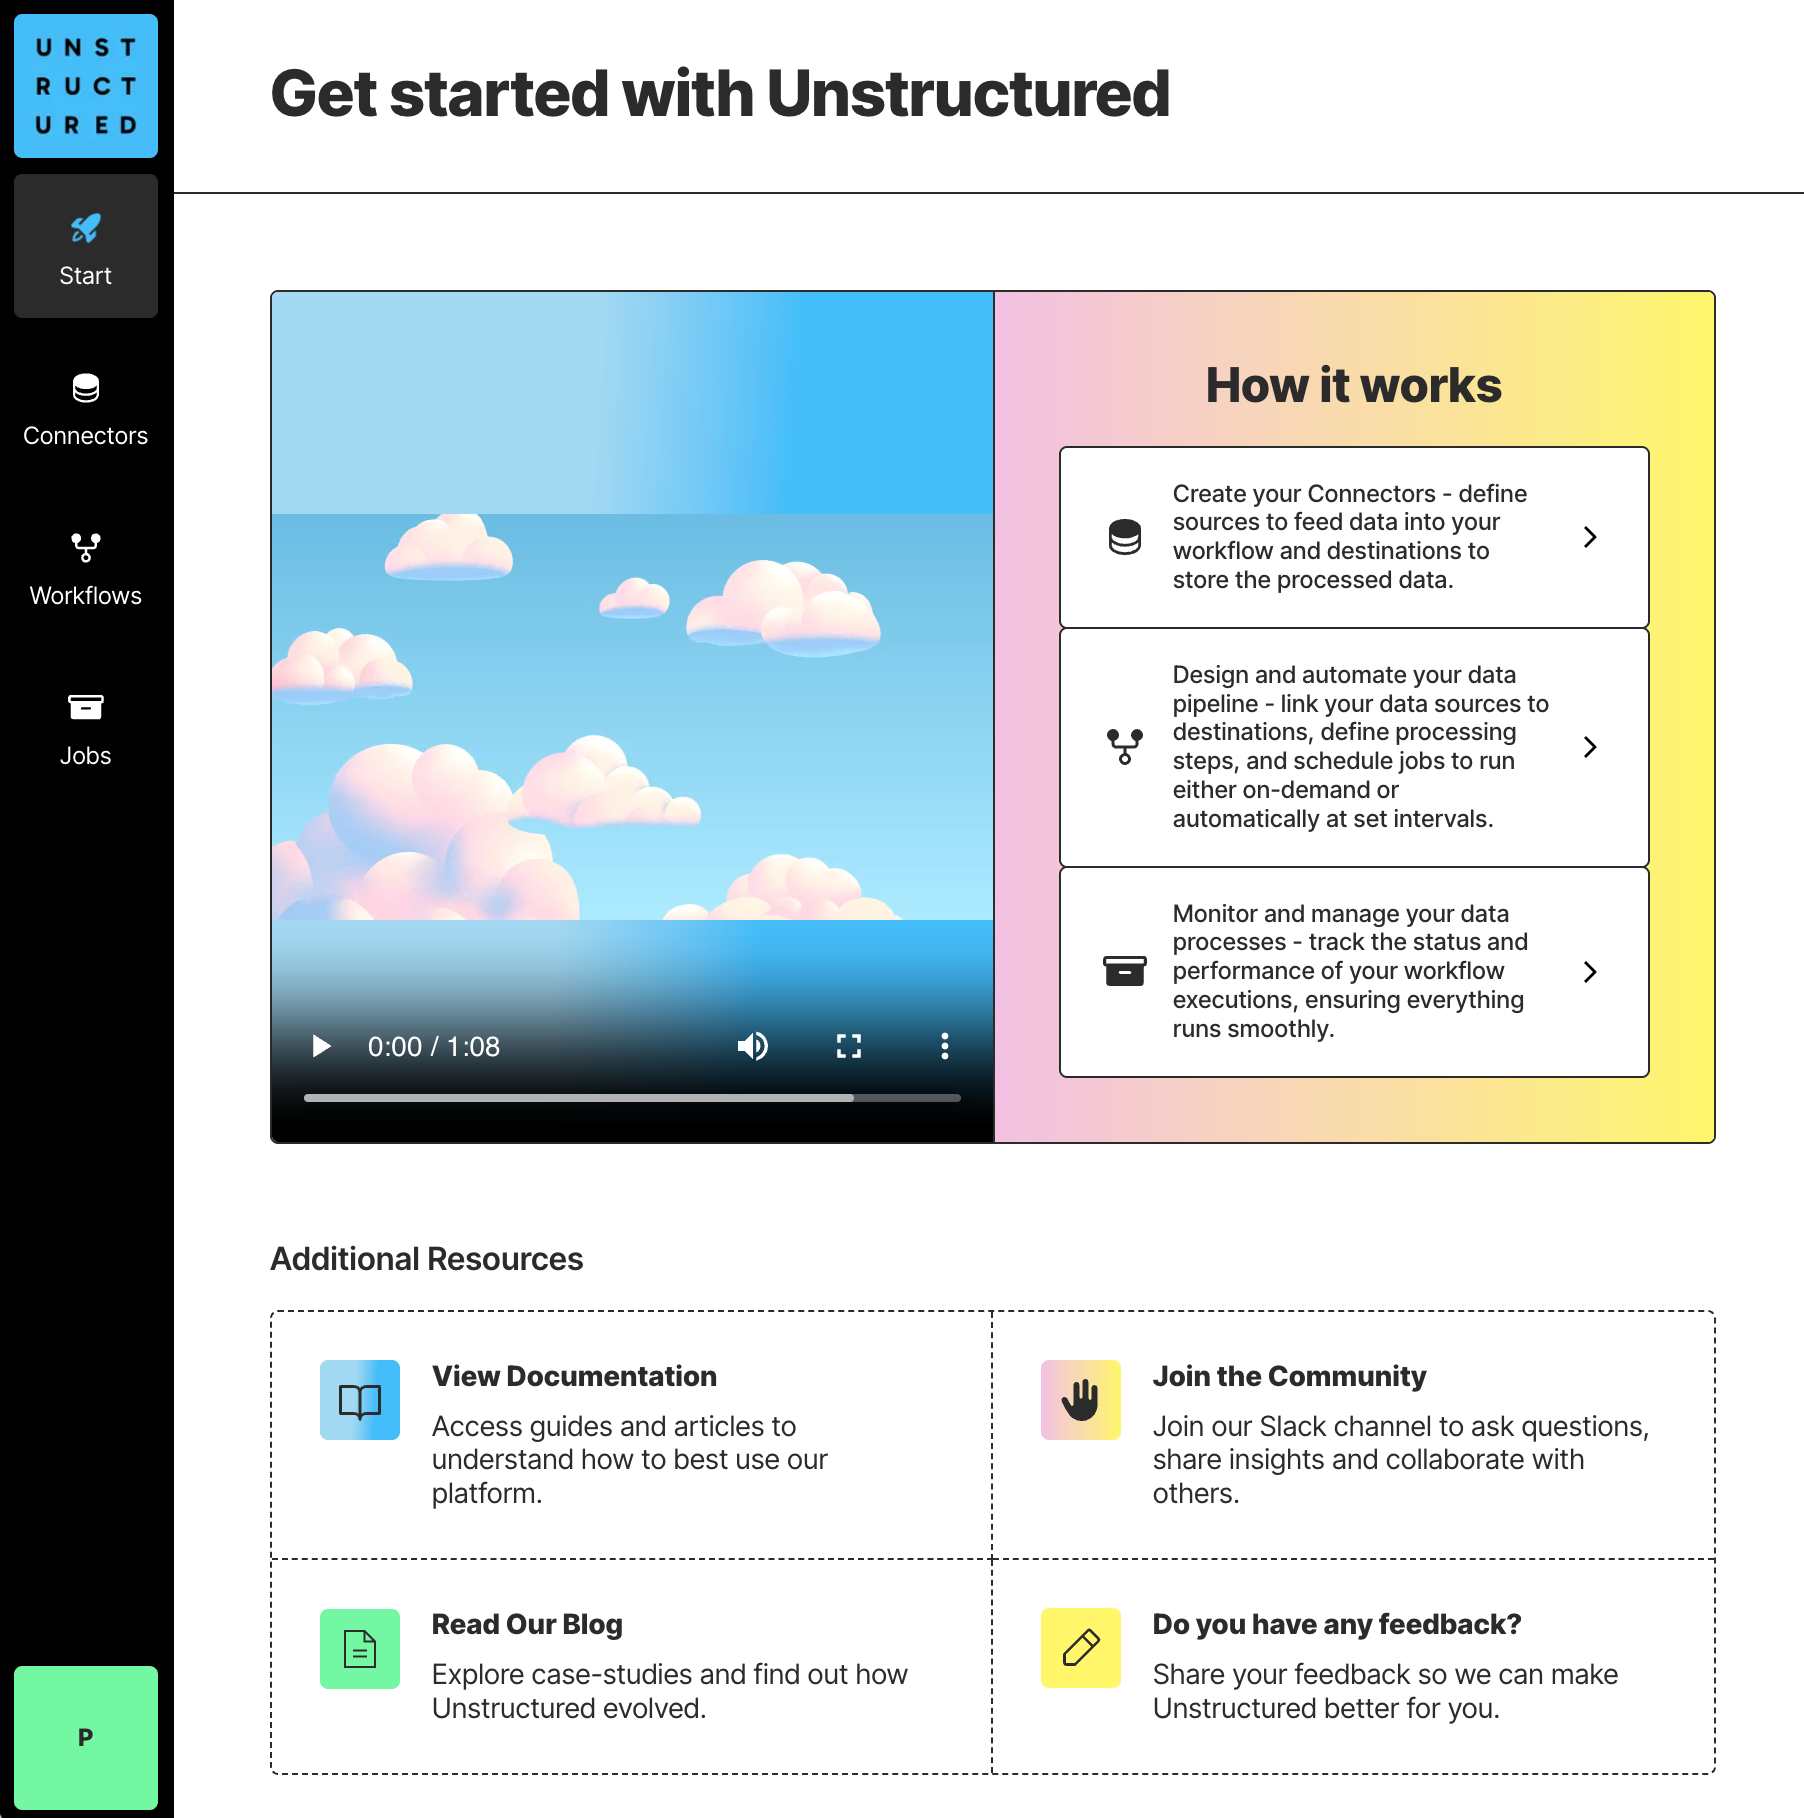 UNST
RUCT
URED
Start
Connectors
Workflows
Jobs
P
Get started with Unstructured
0:00 / 1:08
How it works
Create your Connectors - define
sources to feed data into your
workflow and destinations to
store the processed data.
Design and automate your data
pipeline - link your data sources to
destinations, define processing
steps, and schedule jobs to run
either on-demand or
automatically at set intervals.
Monitor and manage your data
processes - track the status and
performance of your workflow
executions, ensuring everything
runs smoothly.
Additional Resources
View Documentation
Access guides and articles to
understand how to best use our
platform.
Join the Community
Join our Slack channel to ask questions,
share insights and collaborate with
others.
Read Our Blog
Explore case-studies and find out how
Unstructured evolved.
Do you have any feedback?
Share your feedback so we can make
Unstructured better for you.